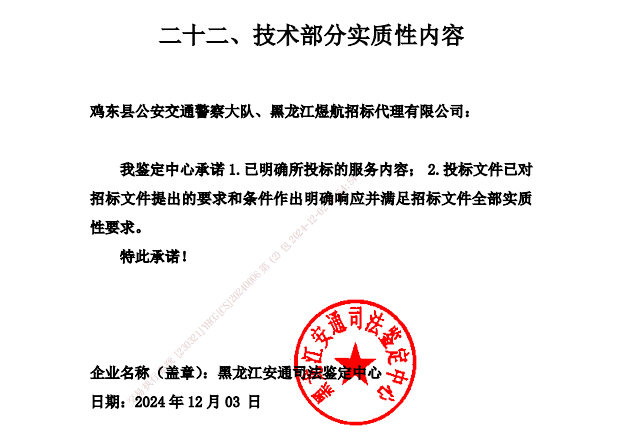 二十二、技术部分实质性内容
鸡东县公安交通警察大队、黑龙江煜航招标代理有限公司：
我鉴定中心承诺 1.已明确所投标的服务内容； 2.投标文件已对
招标文件提出的要求和条件作出明确响应并满足招标文件全部实质
性要求。
特此承诺！
企业名称（盖章）：黑龙江安通司法鉴定中心
日期：2024 年 12 月 03 日
黑龙江安通司法鉴定中心